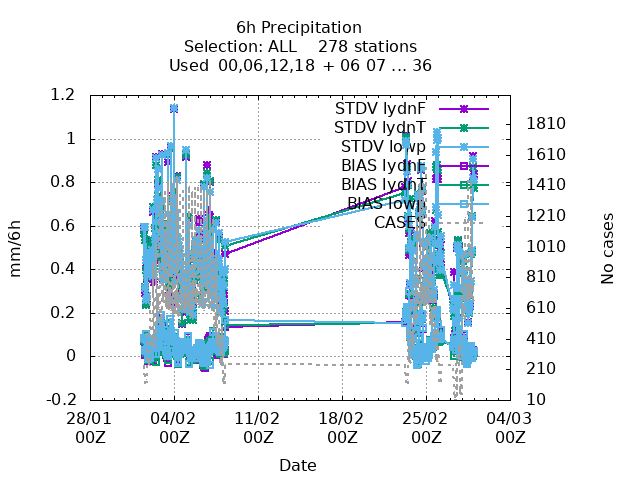 6h Precipitation
Selection: ALL    278 stations
Used  00,06,12,18 + 06 07 ... 36
STDV lydnF
STDV lydnT
STDV lowp
BIAS lydnF
BIAS lydnT
BIAS lowp
CASES
mm/6h
1.2
1
0.8
0.6
0.4
0.2
0
-0.2
No cases
1810
1610
1410
1210
1010
810
610
410
210
10
28/01 04/02 11/02 18/02 25/02 04/03
00Z 00Z 00Z 00Z 00Z 00Z
Date